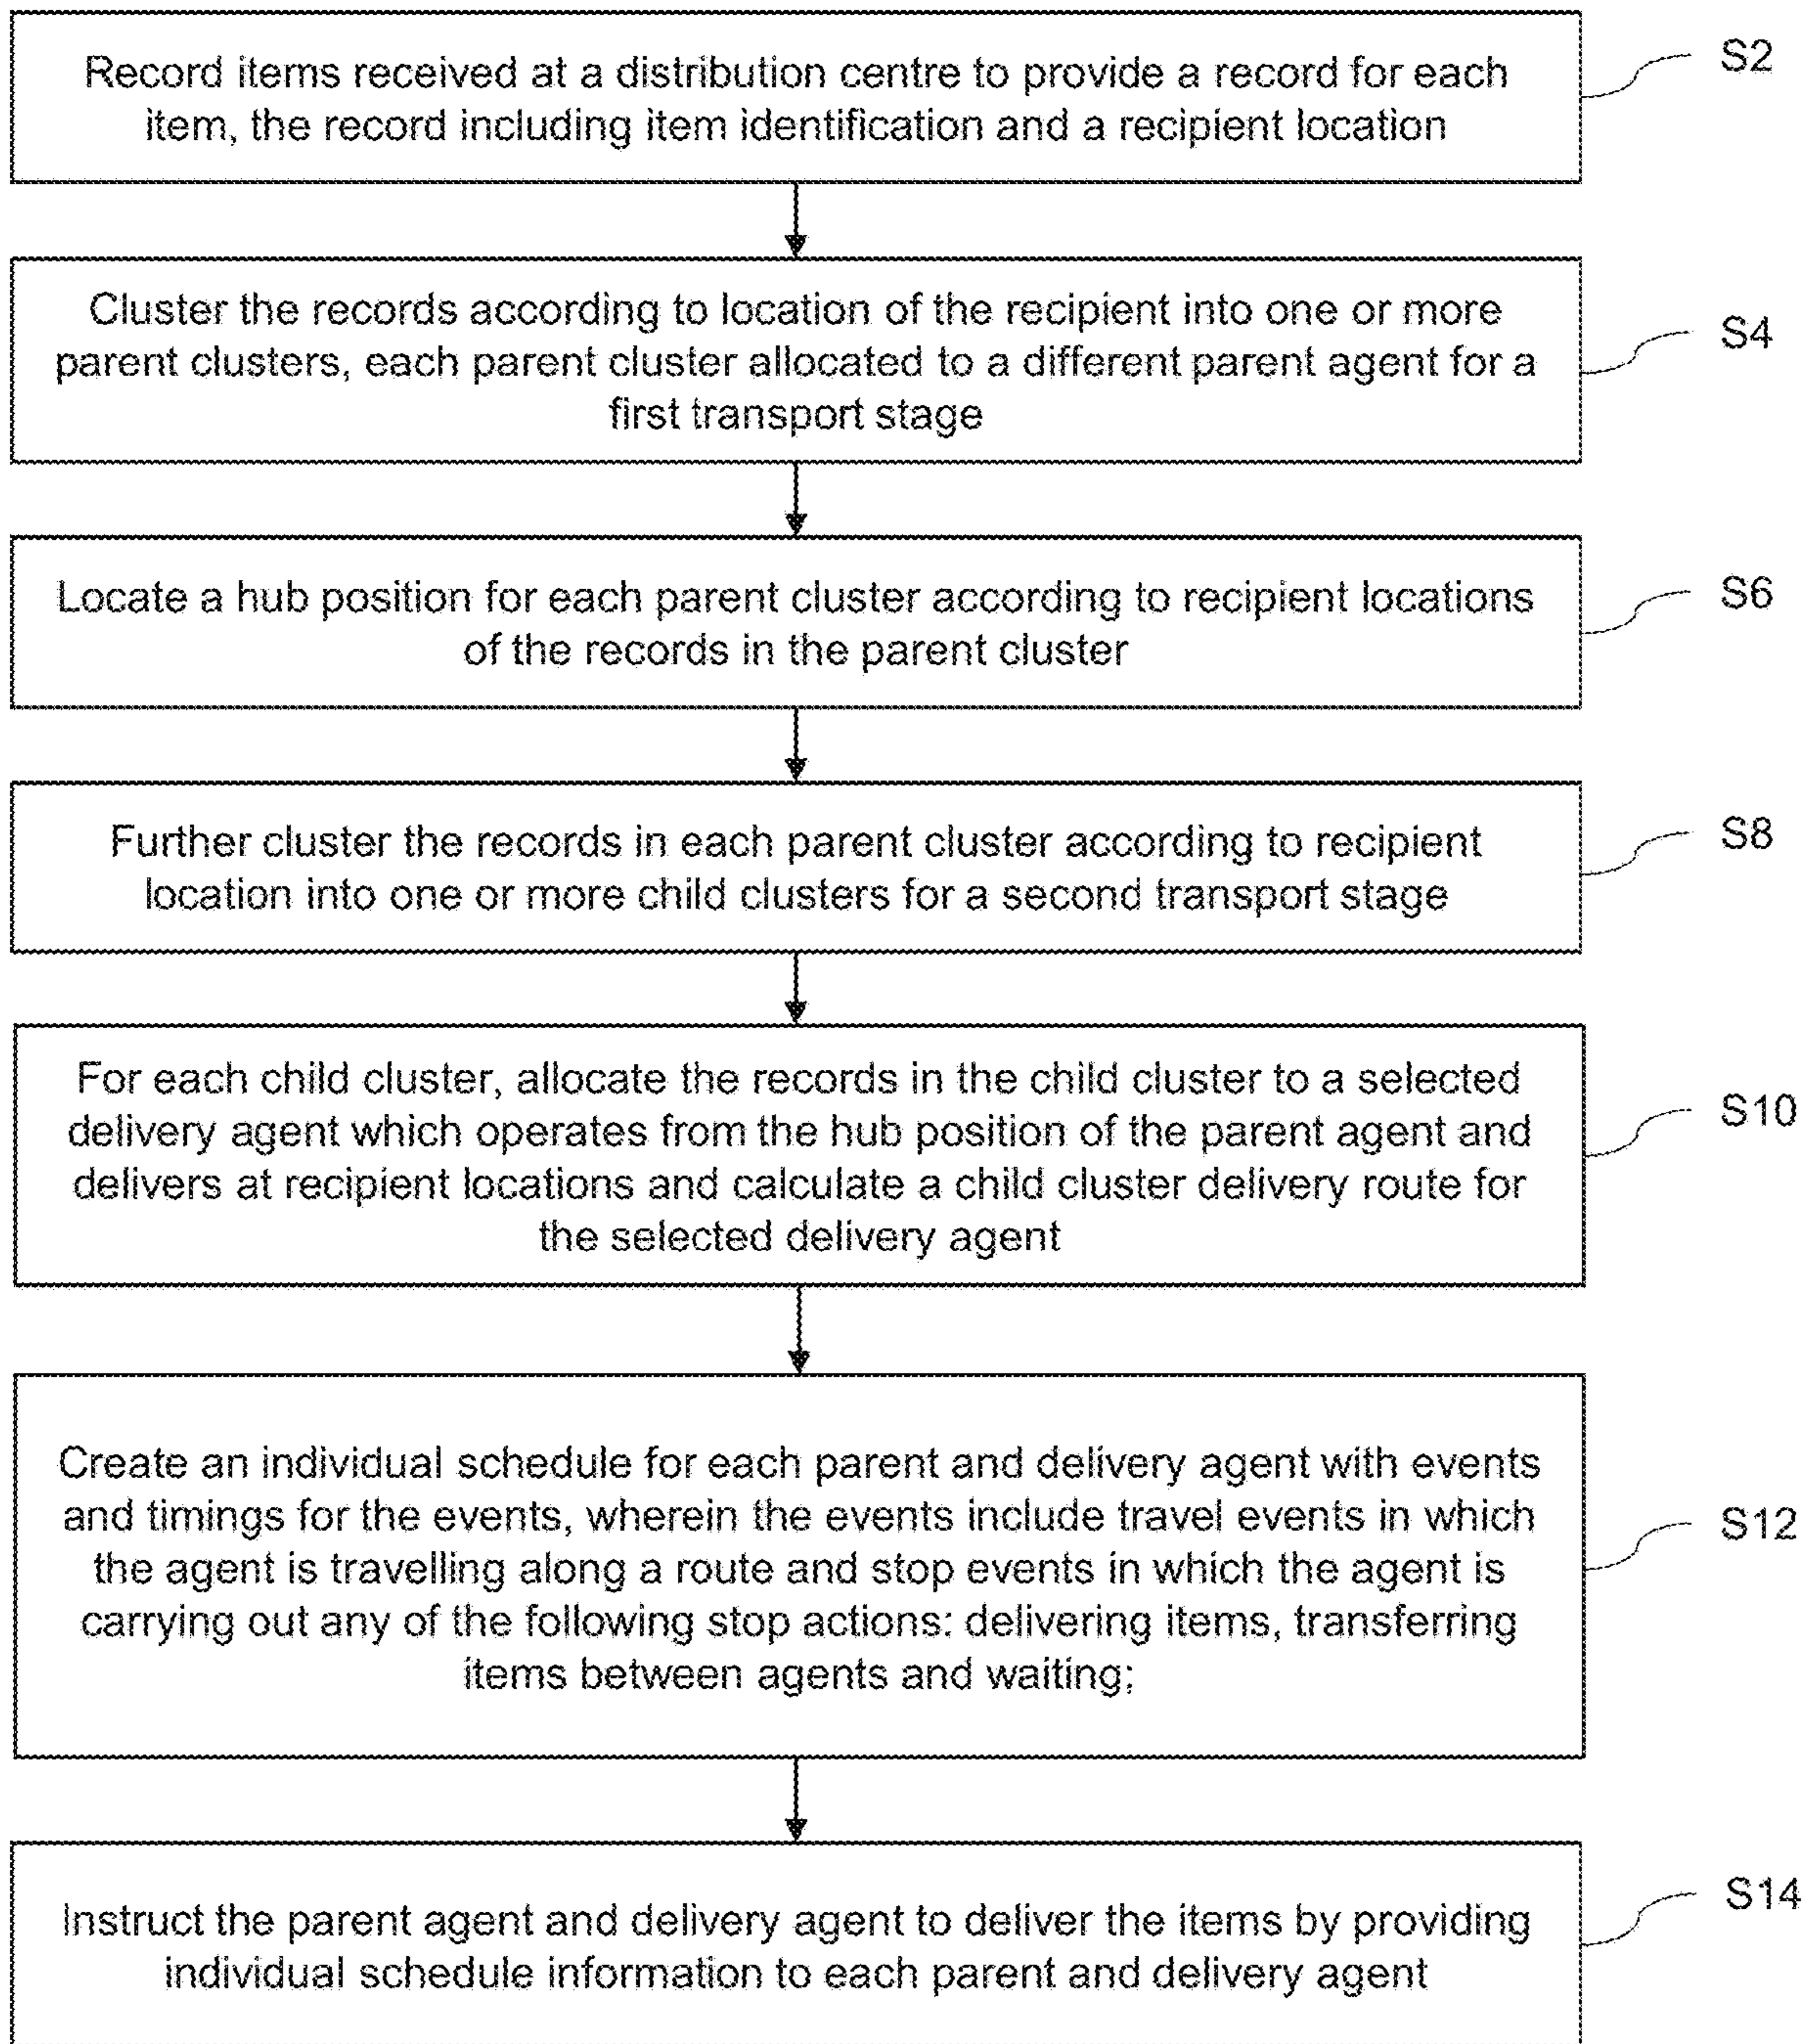 Record items received at a distribution centre to provide a record for each
item, the record including item identification and a recipient location
S2
Cluster the records according to location of the recipient into one or more
parent clusters, each parent cluster allocated to a different parent agent for a
first transport stage
S4
Locate a hub position for each parent cluster according to recipient locations
of the records in the parent cluster
S6
Further cluster the records in each parent cluster according to recipient
location into one or more child clusters for a second transport stage
S8
For each child cluster, allocate the records in the child cluster to a selected
delivery agent which operates from the hub position of the parent agent and
delivers at recipient locations and calculate a child cluster delivery route for
the selected delivery agent
S10
Create an individual schedule for each parent and delivery agent with events
and timings for the events, wherein the events include travel events in which
the agent is travelling along a route and stop events in which the agent is
carrying out any of the following stop actions: delivering items, transferring
items between agents and waiting;
S12
Instruct the parent agent and delivery agent to deliver the items by providing
individual schedule information to each parent and delivery agent
S14